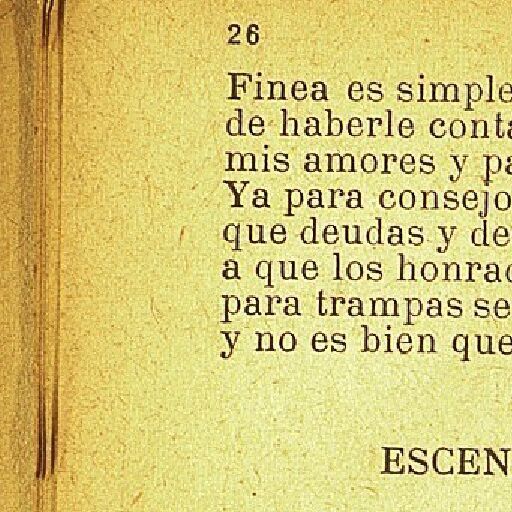 26
Finea es simple
de haberle conta
mis amores y pa
Ya para consejo
que deudas y de
a que los honrad
para trampas se
y no es bien que
ESCEN